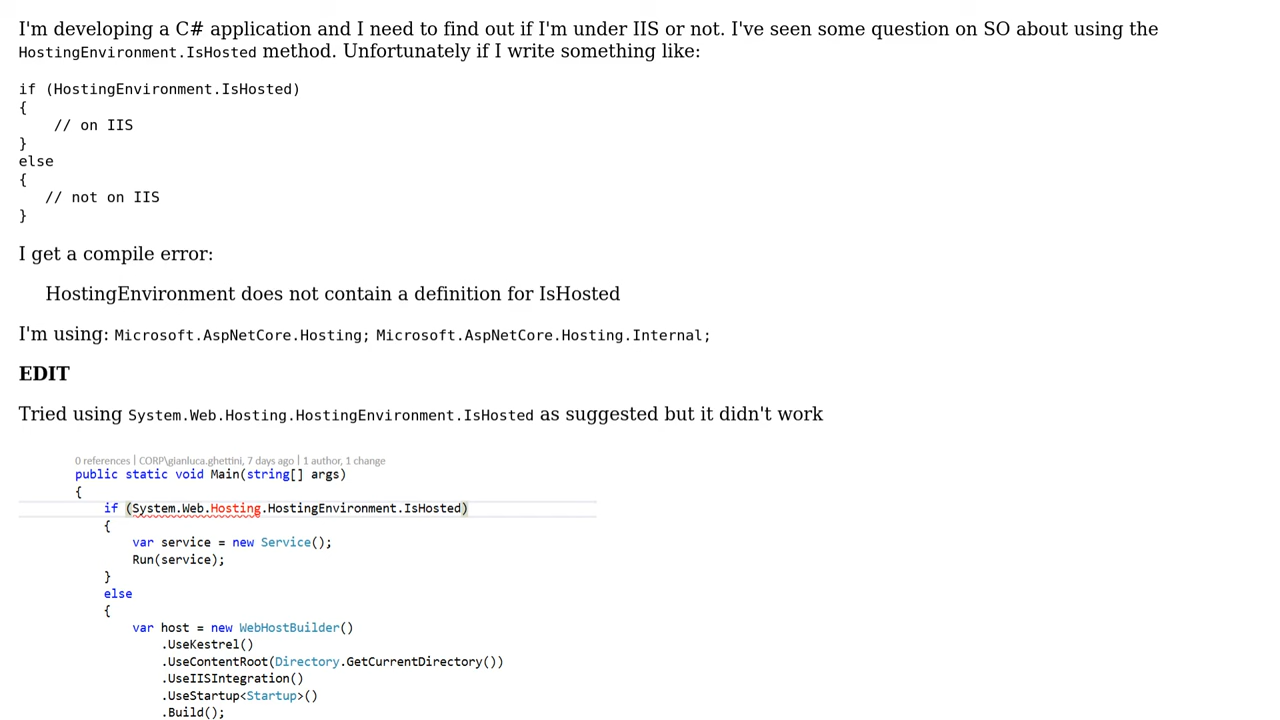 I'm developing a C# application and I need to find out if I'm under IIS or not. I've seen some question on SO about using the
HostingEnvironment.IsHosted method. Unfortunately if I write something like:
if (HostingEnvironment.IsHosted)
{
    // on IIS
}
else
{
   // not on IIS
}
I get a compile error:
HostingEnvironment does not contain a definition for IsHosted
I'm using: Microsoft.AspNetCore.Hosting; Microsoft.AspNetCore.Hosting.Internal;
EDIT
Tried using System.Web.Hosting.HostingEnvironment.IsHosted as suggested but it didn't work
0 references | CORP\gianluca.ghettini, 7 days ago | 1 author, 1 change
public static void Main(string[] args)
{
    if (System.Web.Hosting.HostingEnvironment.IsHosted)
    {
        var service = new Service();
        Run(service);
    }
    else
    {
        var host = new WebHostBuilder()
            .UseKestrel()
            .UseContentRoot(Directory.GetCurrentDirectory())
            .UseIISIntegration()
            .UseStartup<Startup>()
            .Build();